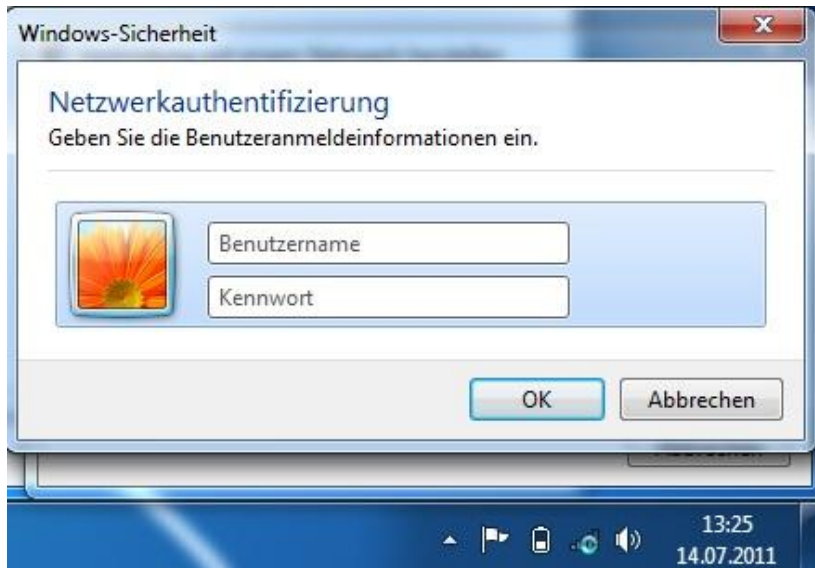 Windows-Sicherheit
Netzwerkauthentifizierung
Geben Sie die Benutzeranmeldeinformationen ein.
Benutzername
Kennwort
OK
Abbrechen
13:25
14.07.2011